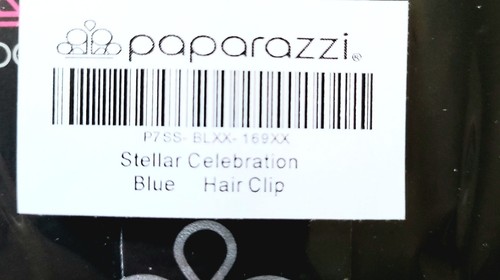 paparazzi®
P7SS-BLXX-169XX
Stellar Celebration
Blue Hair Clip